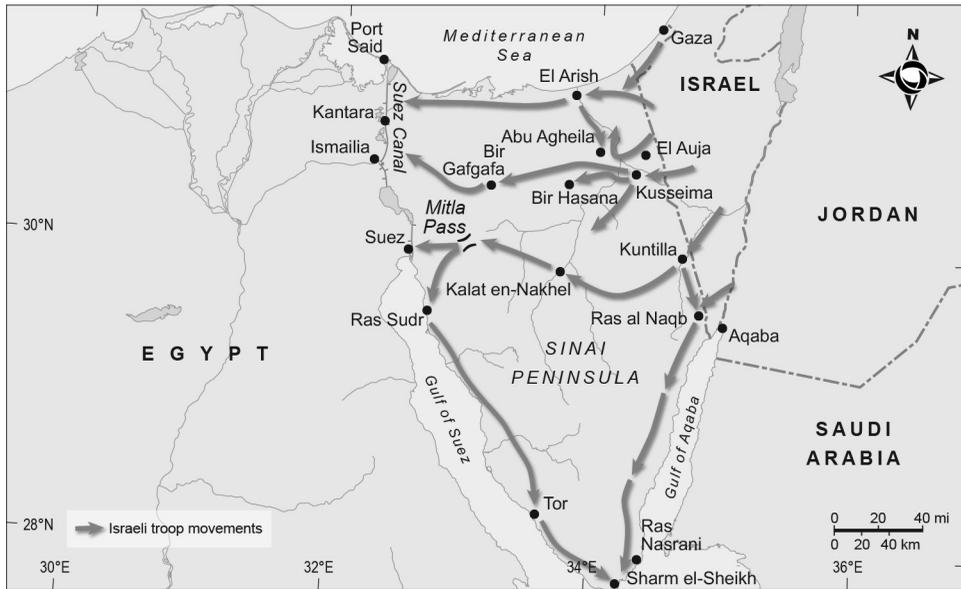 Port
Said
Mediterranean
Sea
Gaza
N
El Arish
ISRAEL
Kantara
Suez Canal
Abu Agheila
El Auja
Ismailia
Bir
Gafgafa
Bir Hasana
Kusseima
30°N
Mitla
Pass
JORDAN
Suez
Kuntilla
Kalat en-Nakhel
Ras Sudr
Ras al Naqb
Aqaba
EGYPT
SINAI
PENINSULA
Gulf of Suez
Gulf of Aqaba
SAUDI
ARABIA
Tor
28°N
Israeli troop movements
Ras
Nasrani
0 20 40 mi
0 20 40 km
30°E
32°E
34°E
Sharm el-Sheikh
36°E